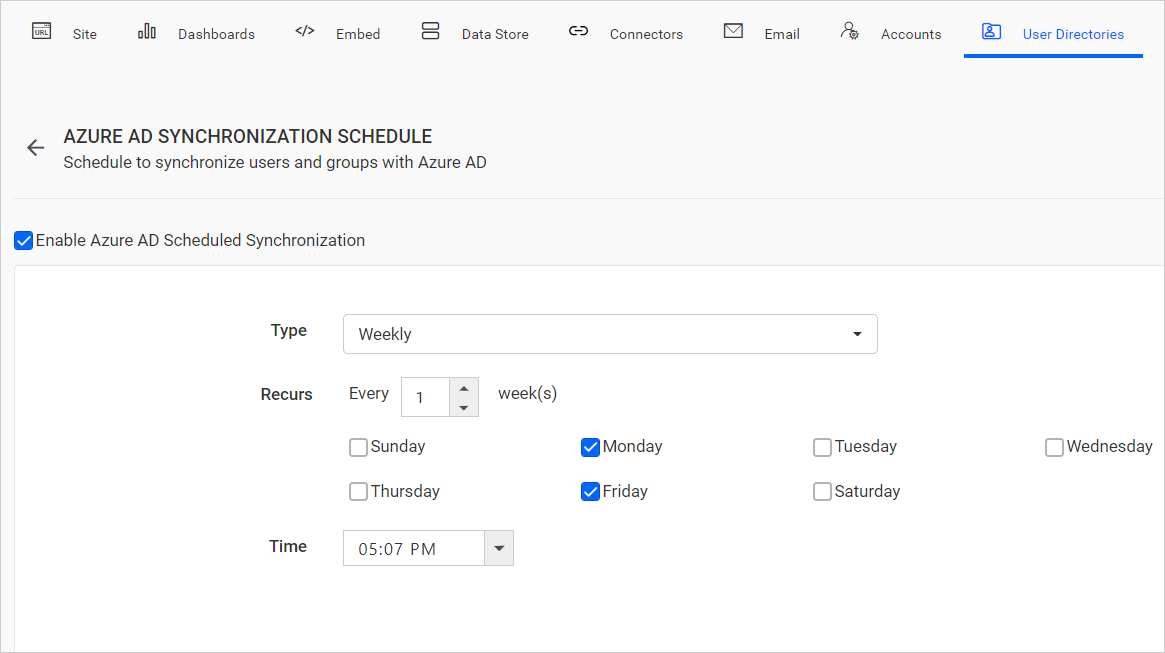 URL Site Dashboards </> Embed Data Store Connectors Email Accounts User Directories
AZURE AD SYNCHRONIZATION SCHEDULE
Schedule to synchronize users and groups with Azure AD
Enable Azure AD Scheduled Synchronization
Type Weekly
Recurs Every 1 week(s)
Sunday Monday Tuesday Wednesday
Thursday Friday Saturday
Time 05:07 PM